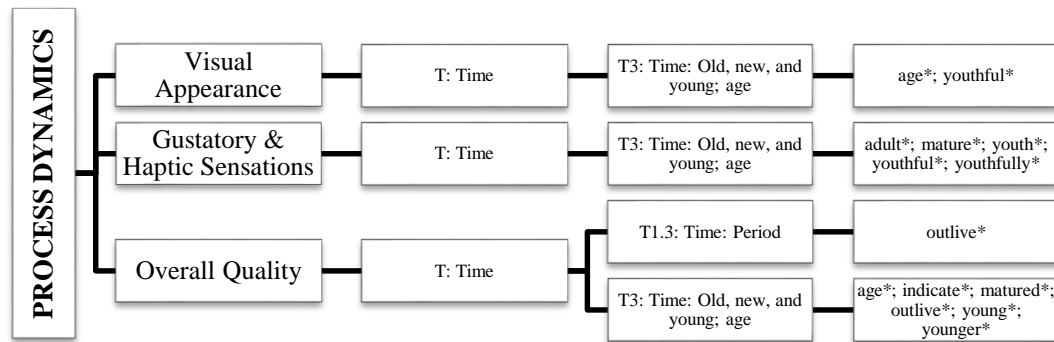 PROCESS DYNAMICS
Visual
Appearance
T: Time
T3: Time: Old, new, and
young; age
age*; youthful*
Gustatory &
Haptic Sensations
T: Time
T3: Time: Old, new, and
young; age
adult*; mature*; youth*;
youthful*; youthfully*
Overall Quality
T: Time
T1.3: Time: Period
outlive*
T3: Time: Old, new, and
young; age
age*; indicate*; matured*;
outlive*; young*;
younger*